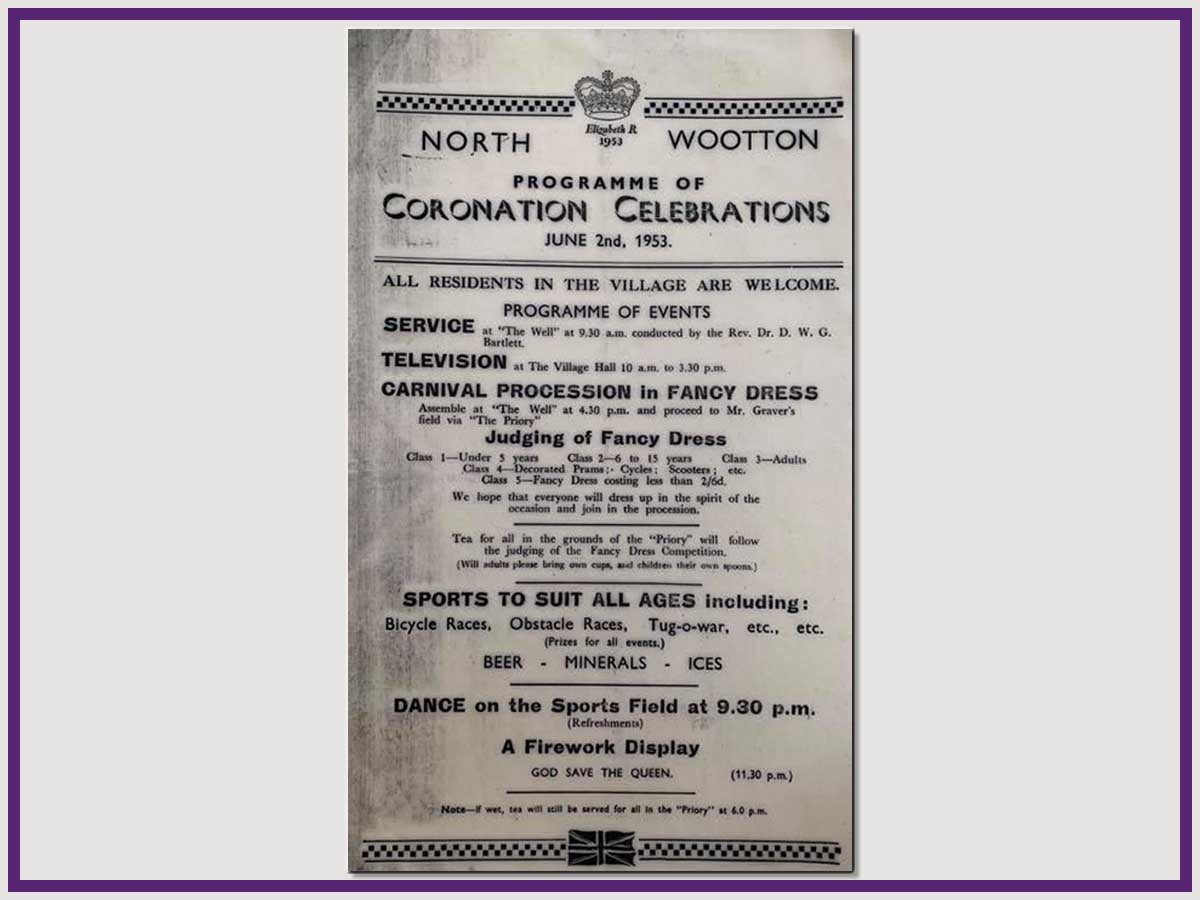 Elizabeth R
1953
NORTH WOOTTON
PROGRAMME OF
CORONATION CELEBRATIONS
JUNE 2nd, 1953.
ALL RESIDENTS IN THE VILLAGE ARE WELCOME.
PROGRAMME OF EVENTS
SERVICE at "The Well" at 9.30 a.m. conducted by the Rev. Dr. D. W. G.
Bartlett.
TELEVISION at The Village Hall 10 a.m. to 3.30 p.m.
CARNIVAL PROCESSION in FANCY DRESS
Assemble at "The Well" at 4.30 p.m. and proceed to Mr. Graver's
field via "The Priory"
Judging of Fancy Dress
Class 1—Under 5 years Class 2—6 to 15 years Class 3—Adults
Class 4—Decorated Prams; Cycles; Scooters; etc.
Class 5—Fancy Dress costing less than 2/6d.
We hope that everyone will dress up in the spirit of the
occasion and join in the procession.
Tea for all in the grounds of the "Priory" will follow
the judging of the Fancy Dress Competition.
(Will adults please bring own cups, and children their own spoons.)
SPORTS TO SUIT ALL AGES including:
Bicycle Races, Obstacle Races, Tug-o-war, etc., etc.
(Prizes for all events.)
BEER - MINERALS - ICES
DANCE on the Sports Field at 9.30 p.m.
(Refreshments)
A Firework Display
GOD SAVE THE QUEEN. (11.30 p.m.)
Note—If wet, tea will still be served for all in the "Priory" at 6.0 p.m.